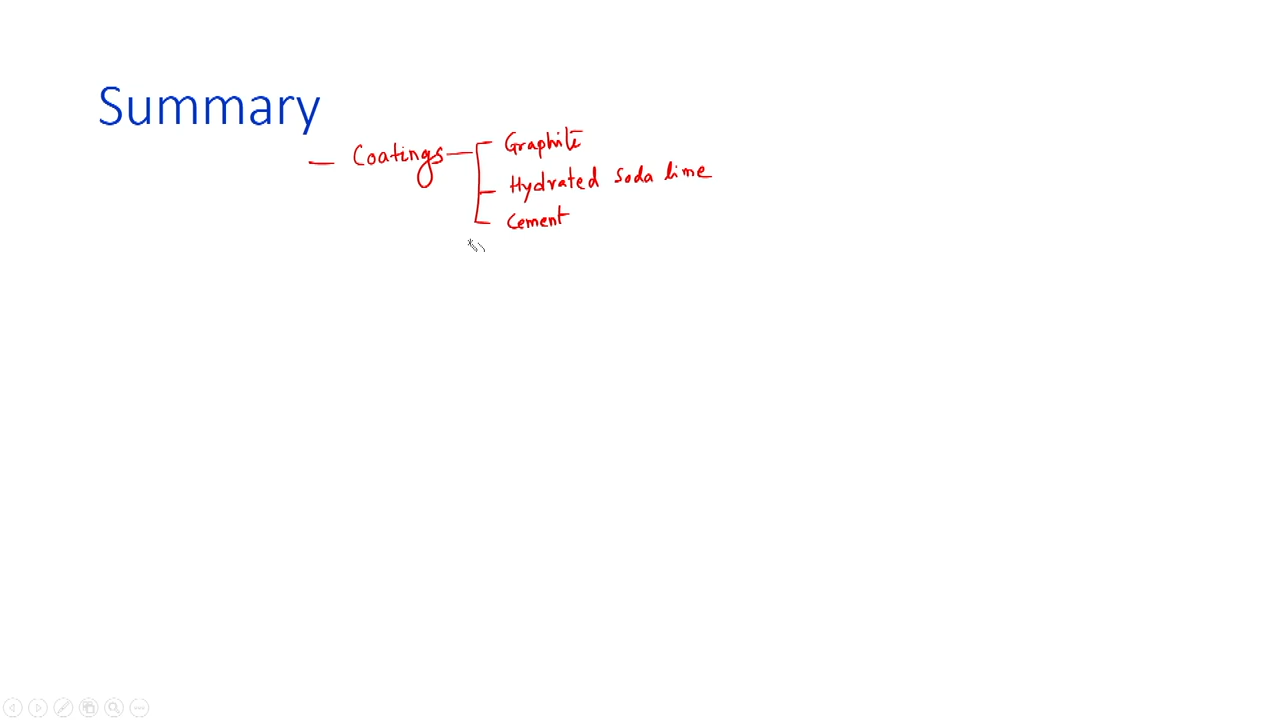 Summary
— Coatings — Graphite
Hydrated Soda lime
Cement